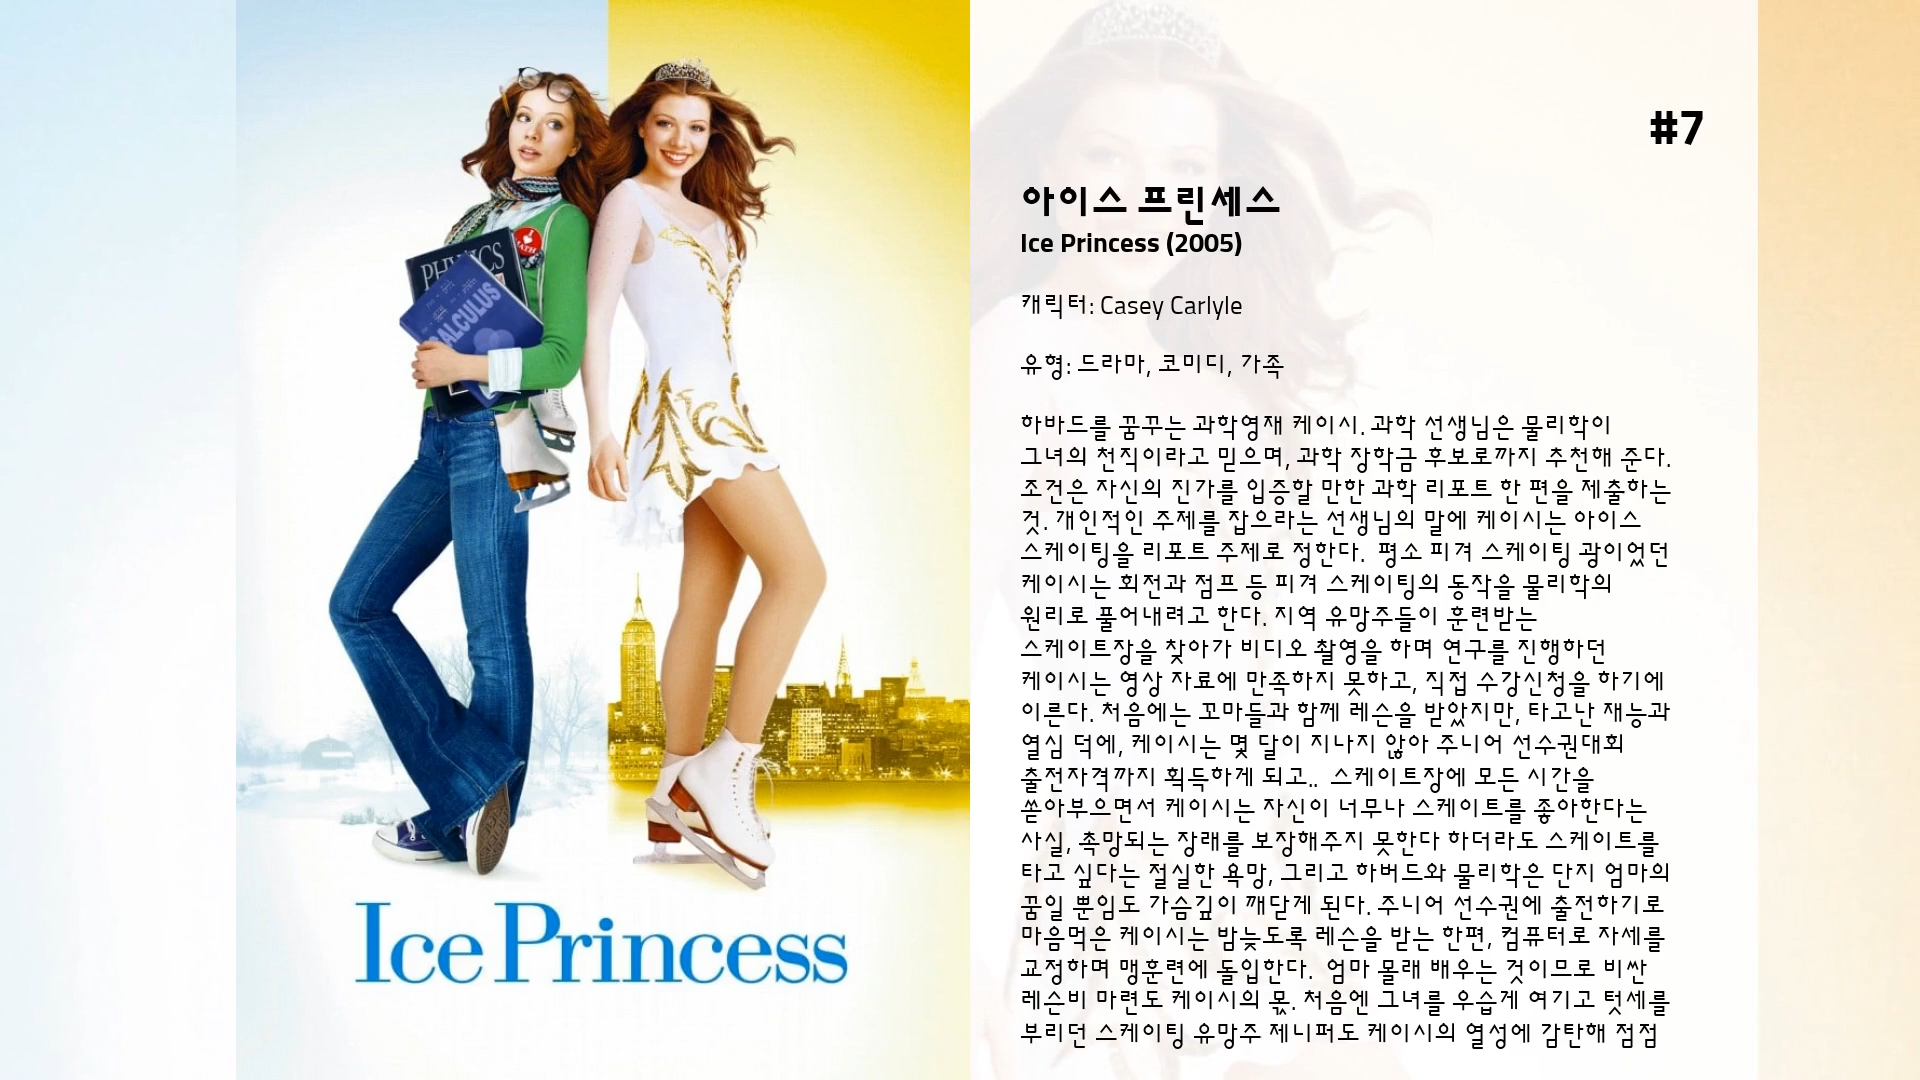 PHYSICS
CALCULUS
I
MATH
Ice Princess
#7
아이스 프린세스
Ice Princess (2005)
캐릭터: Casey Carlyle
유형: 드라마, 코미디, 가족
하바드를 꿈꾸는 과학영재 케이시. 과학 선생님은 물리학이
그녀의 천직이라고 믿으며, 과학 장학금 후보로까지 추천해 준다.
조건은 자신의 진가를 입증할 만한 과학 리포트 한 편을 제출하는
것. 개인적인 주제를 잡으라는 선생님의 말에 케이시는 아이스
스케이팅을 리포트 주제로 정한다. 평소 피겨 스케이팅 광이었던
케이시는 회전과 점프 등 피겨 스케이팅의 동작을 물리학의
원리로 풀어내려고 한다. 지역 유망주들이 훈련받는
스케이트장을 찾아가 비디오 촬영을 하며 연구를 진행하던
케이시는 영상 자료에 만족하지 못하고, 직접 수강신청을 하기에
이른다. 처음에는 꼬마들과 함께 레슨을 받았지만, 타고난 재능과
열심 덕에, 케이시는 몇 달이 지나지 않아 주니어 선수권대회
출전자격까지 획득하게 되고.. 스케이트장에 모든 시간을
쏟아부으면서 케이시는 자신이 너무나 스케이트를 좋아한다는
사실, 촉망되는 장래를 보장해주지 못한다 하더라도 스케이트를
타고 싶다는 절실한 욕망, 그리고 하버드와 물리학은 단지 엄마의
꿈일 뿐임도 가슴깊이 깨닫게 된다. 주니어 선수권에 출전하기로
마음먹은 케이시는 밤늦도록 레슨을 받는 한편, 컴퓨터로 자세를
교정하며 맹훈련에 돌입한다. 엄마 몰래 배우는 것이므로 비싼
레슨비 마련도 케이시의 몫. 처음엔 그녀를 우습게 여기고 텃세를
부리던 스케이팅 유망주 제니퍼도 케이시의 열성에 감탄해 점점